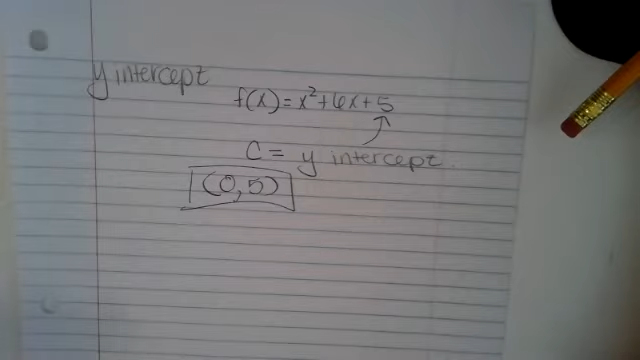 y intercept
f(x)=x²+6x+5
C = y intercept.
(0,5)